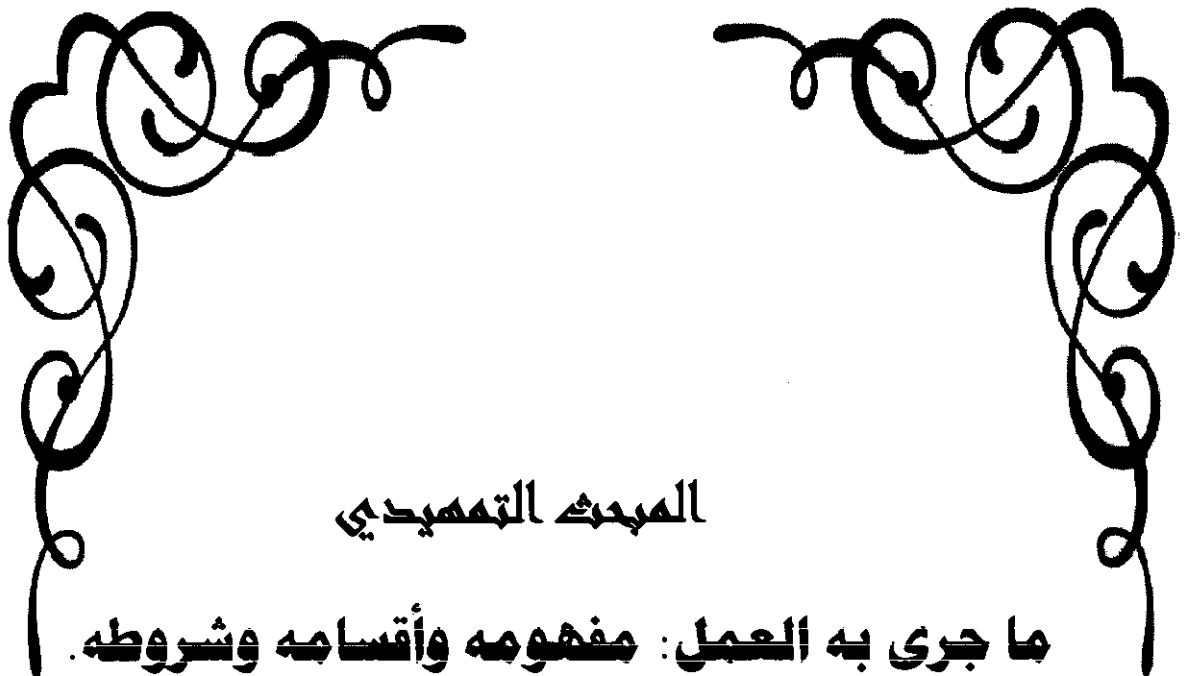 المبحث التمهيدي
ما جرى به العمل: مفهومه وأقسامه وشروطه.